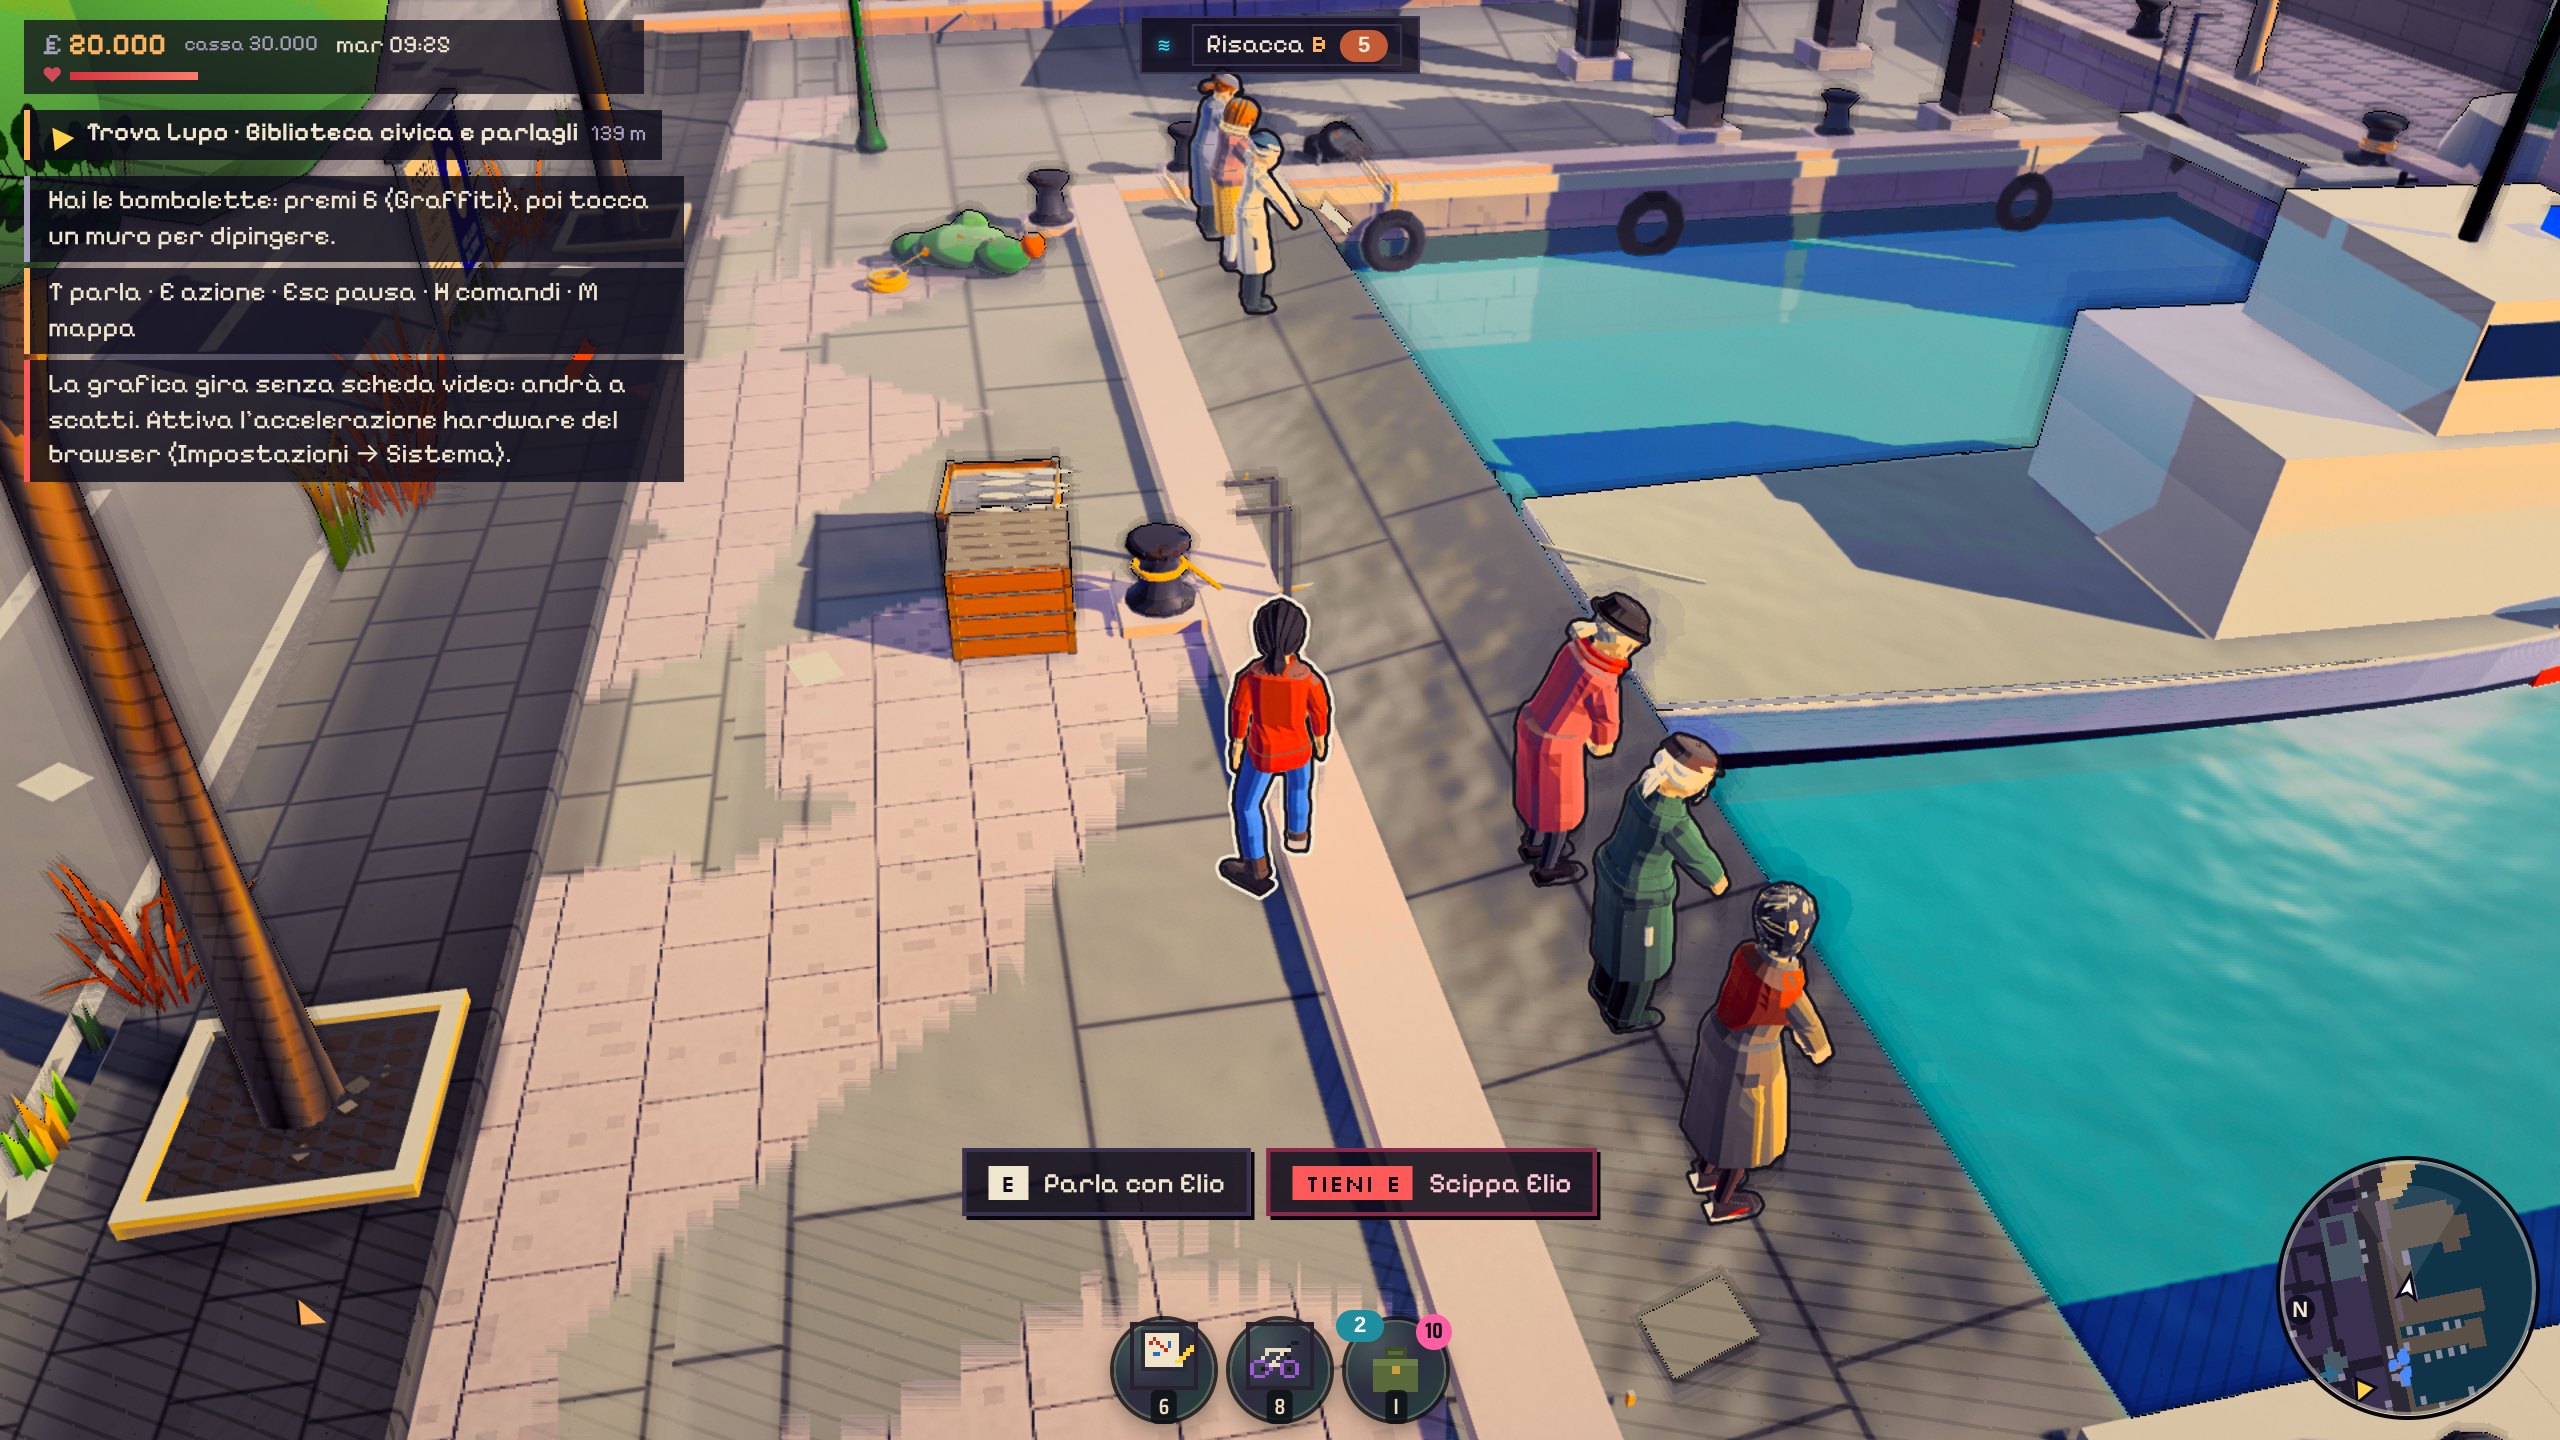 £ 80.000 cassa 30.000 mar 09:28
Risacca B 5
Trova Lupo · Biblioteca civica e parlagli 139 m
Hai le bombolette: premi 6 (Graffiti), poi tocca
un muro per dipingere.
T parla · E azione · Esc pausa · H comandi · M
mappa
La grafica gira senza scheda video: andrà a
scatti. Attiva l'accelerazione hardware del
browser (Impostazioni → Sistema).
E Parla con Elio
TIENI E Scippa Elio
2 10
6 8 I
N